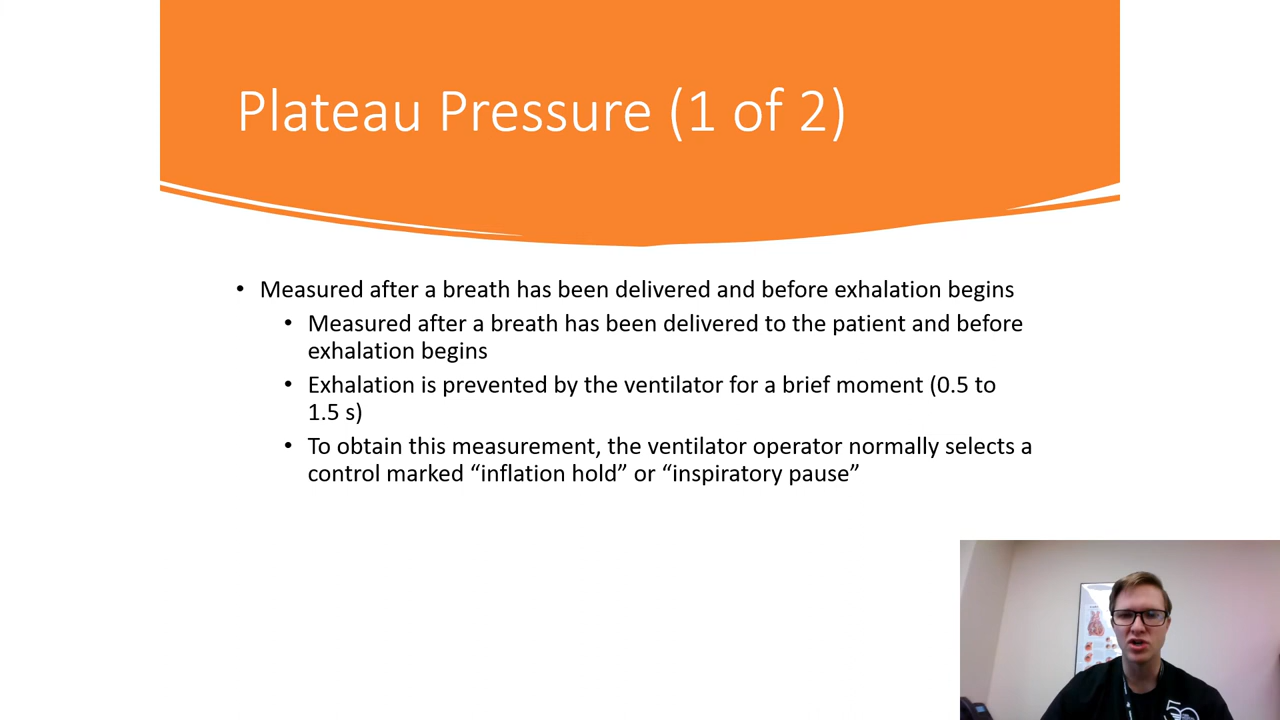 Plateau Pressure (1 of 2)
• Measured after a breath has been delivered and before exhalation begins
• Measured after a breath has been delivered to the patient and before
exhalation begins
• Exhalation is prevented by the ventilator for a brief moment (0.5 to
1.5 s)
• To obtain this measurement, the ventilator operator normally selects a
control marked “inflation hold” or “inspiratory pause”
50